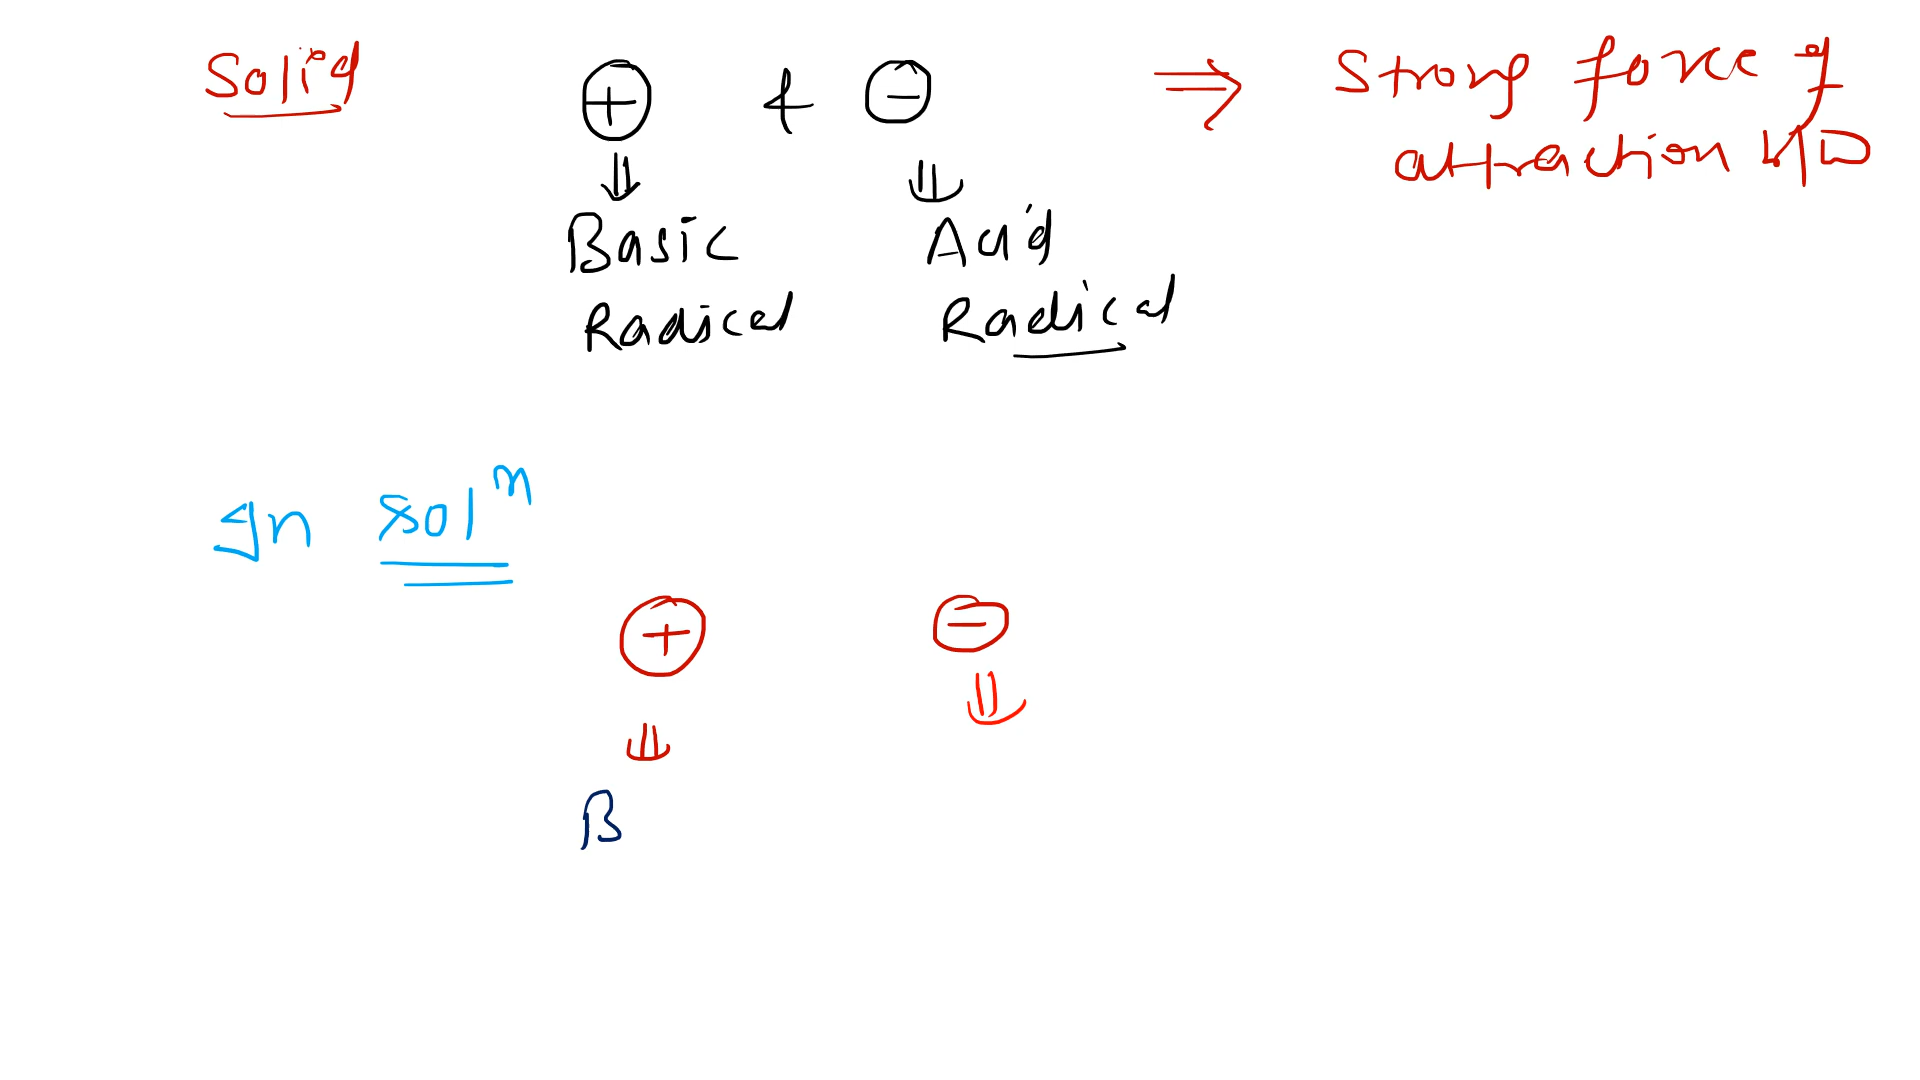 Solid ⊕ & ⊖ ⇒ Strong force of
attraction
⇓ ⇓
Basic Acid
Radical Radical
In solⁿ
⊕ ⊖
⇓ ⇓
B